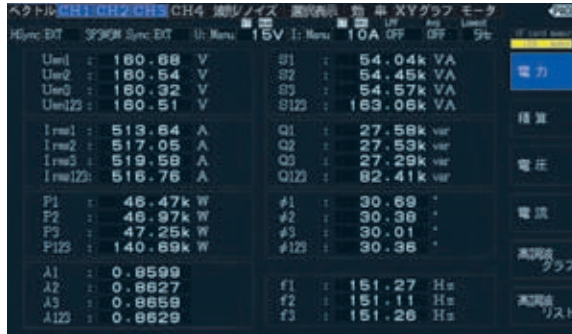 ベクトル CH1 CH2 CH3 CH4 波形/ノイズ 選択表示 効率 XYグラフ モータ
Sync:EXT 3P3W3M Sync:EXT U: Manu 15V I: Manu 10A OFF OFF 5Hz
LPF Avg Lowest
Urms1 : 160.68 V
Urms2 : 160.54 V
Urms3 : 160.32 V
Urms123 : 160.51 V
Irms1 : 513.64 A
Irms2 : 517.05 A
Irms3 : 519.58 A
Irms123: 516.76 A
P1 : 46.47k W
P2 : 46.97k W
P3 : 47.25k W
P123 : 140.69k W
λ1 : 0.8599
λ2 : 0.8627
λ3 : 0.8659
λ123 : 0.8629
S1 : 54.04k VA
S2 : 54.45k VA
S3 : 54.57k VA
S123 : 163.06k VA
Q1 : 27.58k var
Q2 : 27.53k var
Q3 : 27.29k var
Q123 : 82.41k var
φ1 : 30.69 °
φ2 : 30.38 °
φ3 : 30.01 °
φ123 : 30.36 °
f1 : 151.27 Hz
f2 : 151.11 Hz
f3 : 151.26 Hz
電力
積算
電圧
電流
高調波
グラフ
高調波
リスト